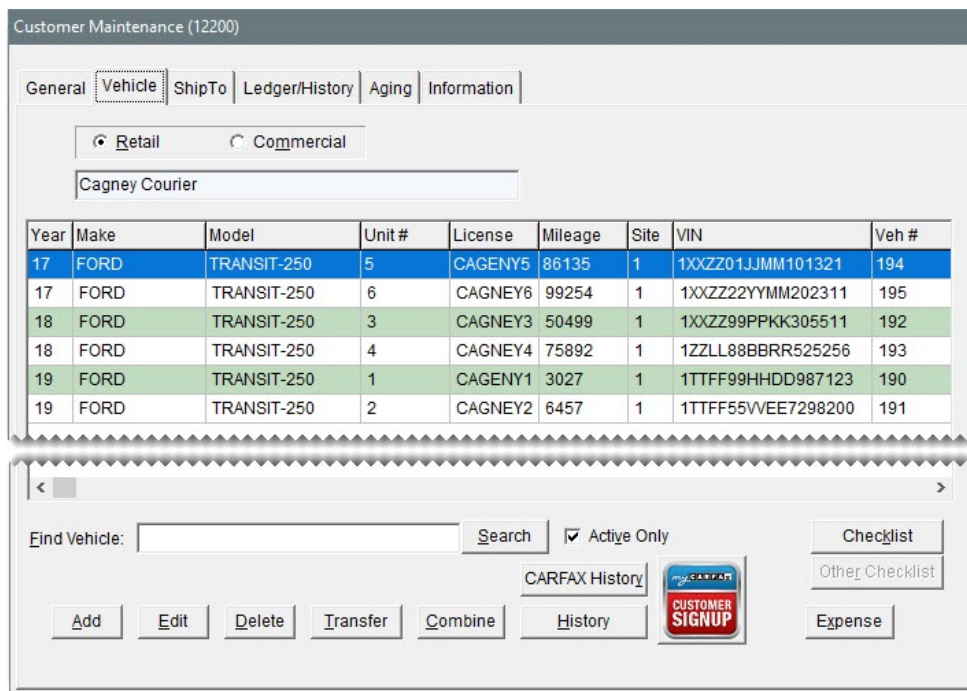 Customer Maintenance (12200)
General Vehicle ShipTo Ledger/History Aging Information
Retail Commercial
Cagney Courier
Year Make Model Unit # License Mileage Site VIN Veh #
17 FORD TRANSIT-250 5 CAGENY5 86135 1 1XXZZ01JJMM101321 194
17 FORD TRANSIT-250 6 CAGNEY6 99254 1 1XXZZ22YYMM202311 195
18 FORD TRANSIT-250 3 CAGNEY3 50499 1 1XXZZ99PPKK305511 192
18 FORD TRANSIT-250 4 CAGNEY4 75892 1 1ZZLL88BBRR525256 193
19 FORD TRANSIT-250 1 CAGENY1 3027 1 1TTFF99HHDD987123 190
19 FORD TRANSIT-250 2 CAGNEY2 6457 1 1TTFF55VVEE7298200 191
Find Vehicle: Search Active Only Checklist
CARFAX History myCARFAX Other Checklist
Add Edit Delete Transfer Combine History CUSTOMER SIGNUP Expense